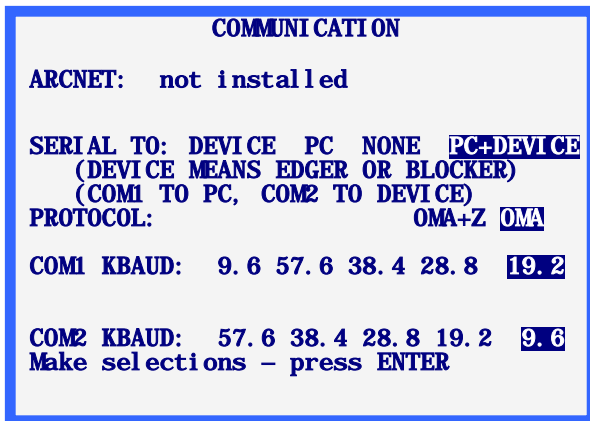 COMMUNICATION
ARCNET: not installed
SERIAL TO: DEVICE PC NONE PC+DEVICE
(DEVICE MEANS EDGER OR BLOCKER)
(COM1 TO PC, COM2 TO DEVICE)
PROTOCOL: OMA+Z OMA
COM1 KBAUD: 9.6 57.6 38.4 28.8 19.2
COM2 KBAUD: 57.6 38.4 28.8 19.2 9.6
Make selections – press ENTER